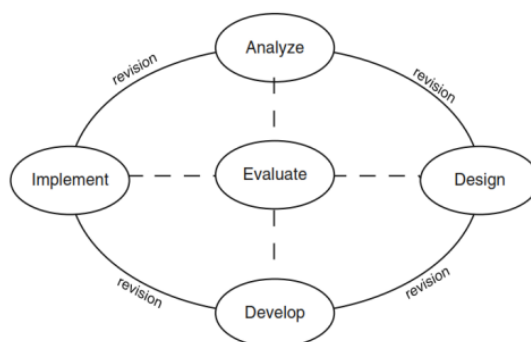 Analyze
revision
revision
Implement
Evaluate
Design
revision
revision
Develop